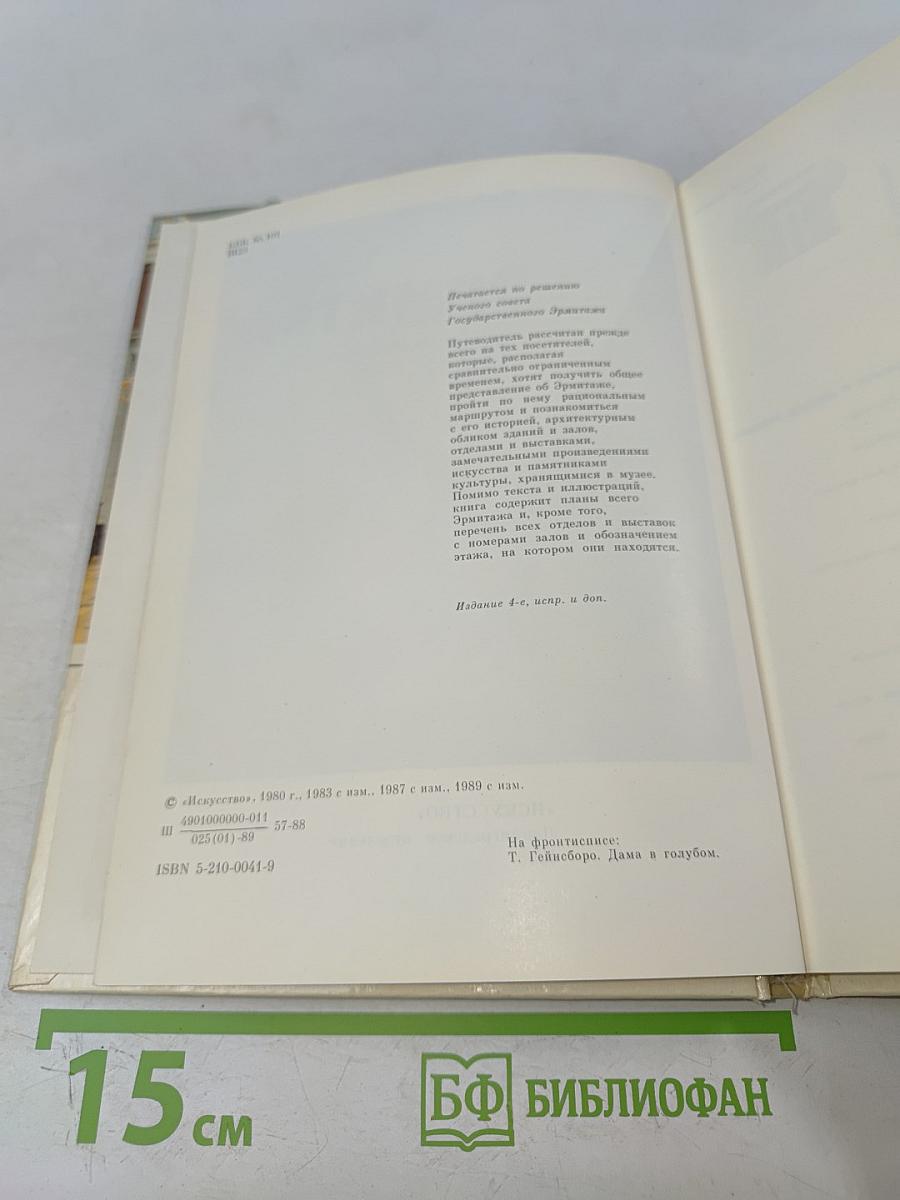 Печатается по решению
Ученого совета
Государственного Эрмитажа
Путеводитель рассчитан прежде
всего на тех посетителей,
которые, располагая
сравнительно ограниченным
временем, хотят получить общее
представление об Эрмитаже,
пройти по нему рациональным
маршрутом и познакомиться
с его историей, архитектурным
обликом зданий и залов,
отделами и выставками,
замечательными произведениями
искусства и памятниками
культуры, хранящимися в музее.
Помимо текста и иллюстраций,
книга содержит планы всего
Эрмитажа и, кроме того,
перечень всех отделов и выставок
с номерами залов и обозначением
этажа, на котором они находятся.
Издание 4-е, испр. и доп.
© «Искусство», 1980 г., 1983 с изм., 1987 с изм., 1989 с изм.
Ш 4901000000-011 57-88
025(01)-89
ISBN 5-210-0041-9
На фронтисписе:
Т. Гейнсборо. Дама в голубом.
15 см
БФ БИБЛИОФАН